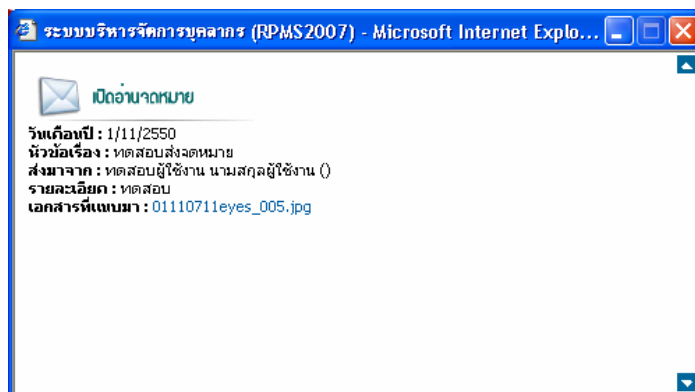 ระบบบริหารจัดการบุคลากร (RPMS2007) - Microsoft Internet Explo...
เปิดอ่านจดหมาย
วันเดือนปี : 1/11/2550
หัวข้อเรื่อง : ทดสอบส่งจดหมาย
ส่งมาจาก : ทดสอบผู้ใช้งาน นามสกุลผู้ใช้งาน ()
รายละเอียด : ทดสอบ
เอกสารที่แนบมา : 01110711eyes_005.jpg